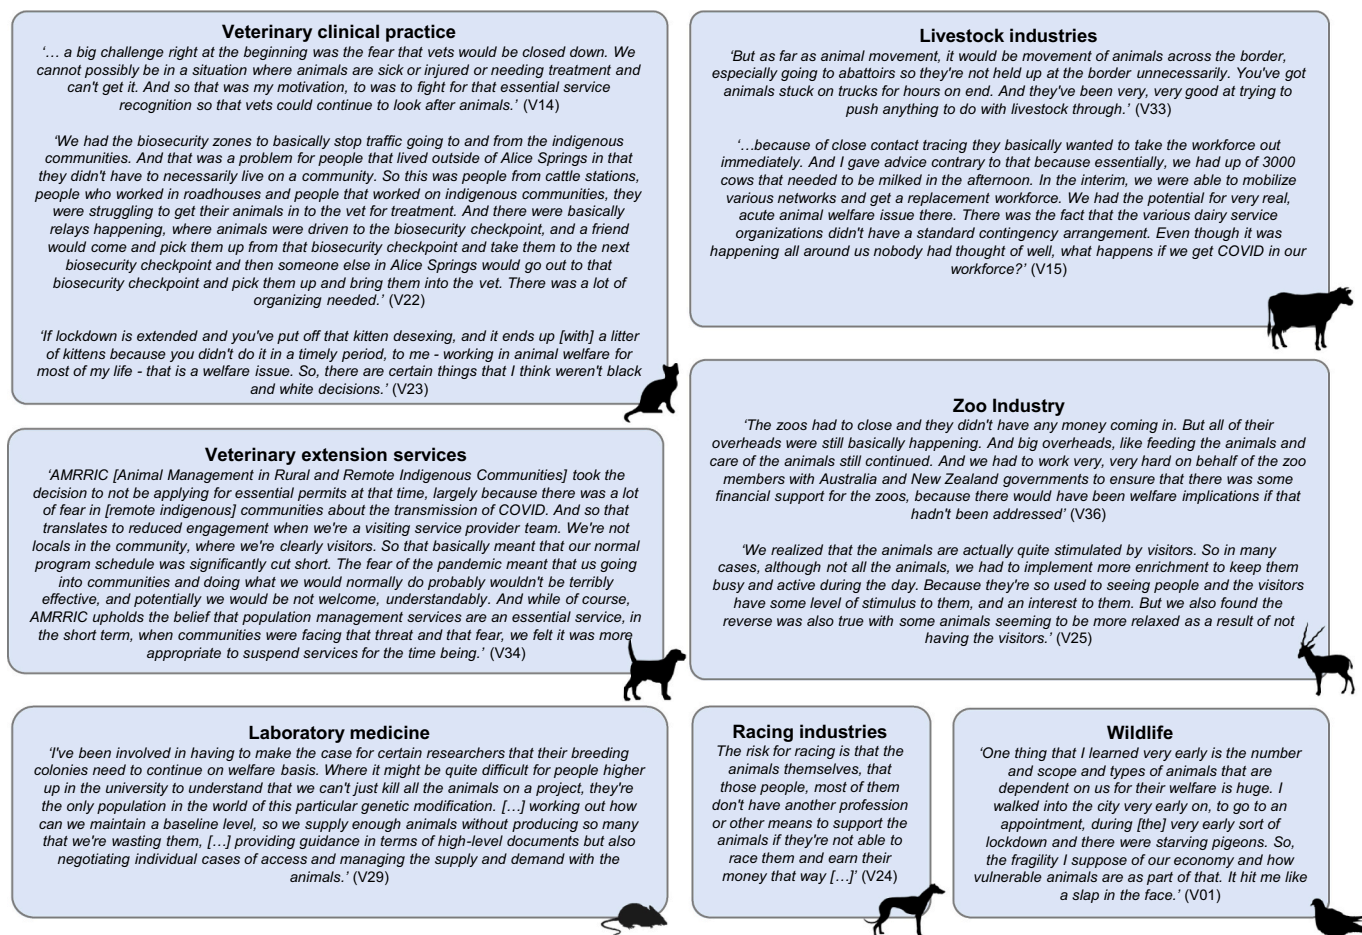 Veterinary clinical practice
‘… a big challenge right at the beginning was the fear that vets would be closed down. We
cannot possibly be in a situation where animals are sick or injured or needing treatment and
can't get it. And so that was my motivation, to was to fight for that essential service
recognition so that vets could continue to look after animals.’ (V14)
‘We had the biosecurity zones to basically stop traffic going to and from the indigenous
communities. And that was a problem for people that lived outside of Alice Springs in that
they didn't have to necessarily live on a community. So this was people from cattle stations,
people who worked in roadhouses and people that worked on indigenous communities, they
were struggling to get their animals in to the vet for treatment. And there were basically
relays happening, where animals were driven to the biosecurity checkpoint, and a friend
would come and pick them up from that biosecurity checkpoint and take them to the next
biosecurity checkpoint and then someone else in Alice Springs would go out to that
biosecurity checkpoint and pick them up and bring them into the vet. There was a lot of
organizing needed.’ (V22)
‘If lockdown is extended and you've put off that kitten desexing, and it ends up [with] a litter
of kittens because you didn't do it in a timely period, to me - working in animal welfare for
most of my life - that is a welfare issue. So, there are certain things that I think weren't black
and white decisions.’ (V23)
Livestock industries
‘But as far as animal movement, it would be movement of animals across the border,
especially going to abattoirs so they're not held up at the border unnecessarily. You've got
animals stuck on trucks for hours on end. And they've been very, very good at trying to
push anything to do with livestock through.’ (V33)
‘…because of close contact tracing they basically wanted to take the workforce out
immediately. And I gave advice contrary to that because essentially, we had up of 3000
cows that needed to be milked in the afternoon. In the interim, we were able to mobilize
various networks and get a replacement workforce. We had the potential for very real,
acute animal welfare issue there. There was the fact that the various dairy service
organizations didn't have a standard contingency arrangement. Even though it was
happening all around us nobody had thought of well, what happens if we get COVID in our
workforce?’ (V15)
Veterinary extension services
‘AMRRIC [Animal Management in Rural and Remote Indigenous Communities] took the
decision to not be applying for essential permits at that time, largely because there was a lot
of fear in [remote indigenous] communities about the transmission of COVID. And so that
translates to reduced engagement when we're a visiting service provider team. We're not
locals in the community, where we're clearly visitors. So that basically meant that our normal
program schedule was significantly cut short. The fear of the pandemic meant that us going
into communities and doing what we would normally do probably wouldn't be terribly
effective, and potentially we would be not welcome, understandably. And while of course,
AMRRIC upholds the belief that population management services are an essential service, in
the short term, when communities were facing that threat and that fear, we felt it was more
appropriate to suspend services for the time being.’ (V34)
Zoo Industry
‘The zoos had to close and they didn't have any money coming in. But all of their
overheads were still basically happening. And big overheads, like feeding the animals and
care of the animals still continued. And we had to work very, very hard on behalf of the zoo
members with Australia and New Zealand governments to ensure that there was some
financial support for the zoos, because there would have been welfare implications if that
hadn't been addressed’ (V36)
‘We realized that the animals are actually quite stimulated by visitors. So in many
cases, although not all the animals, we had to implement more enrichment to keep them
busy and active during the day. Because they're so used to seeing people and the visitors
have some level of stimulus to them, and an interest to them. But we also found the
reverse was also true with some animals seeming to be more relaxed as a result of not
having the visitors.’ (V25)
Laboratory medicine
‘I've been involved in having to make the case for certain researchers that their breeding
colonies need to continue on welfare basis. Where it might be quite difficult for people higher
up in the university to understand that we can't just kill all the animals on a project, they're
the only population in the world of this particular genetic modification. […] working out how
can we maintain a baseline level, so we supply enough animals without producing so many
that we're wasting them, […] providing guidance in terms of high-level documents but also
negotiating individual cases of access and managing the supply and demand with the
animals.’ (V29)
Racing industries
The risk for racing is that the
animals themselves, that
those people, most of them
don't have another profession
or other means to support the
animals if they're not able to
race them and earn their
money that way […]’ (V24)
Wildlife
‘One thing that I learned very early is the number
and scope and types of animals that are
dependent on us for their welfare is huge. I
walked into the city very early on, to go to an
appointment, during [the] very early sort of
lockdown and there were starving pigeons. So,
the fragility I suppose of our economy and how
vulnerable animals are as part of that. It hit me like
a slap in the face.’ (V01)